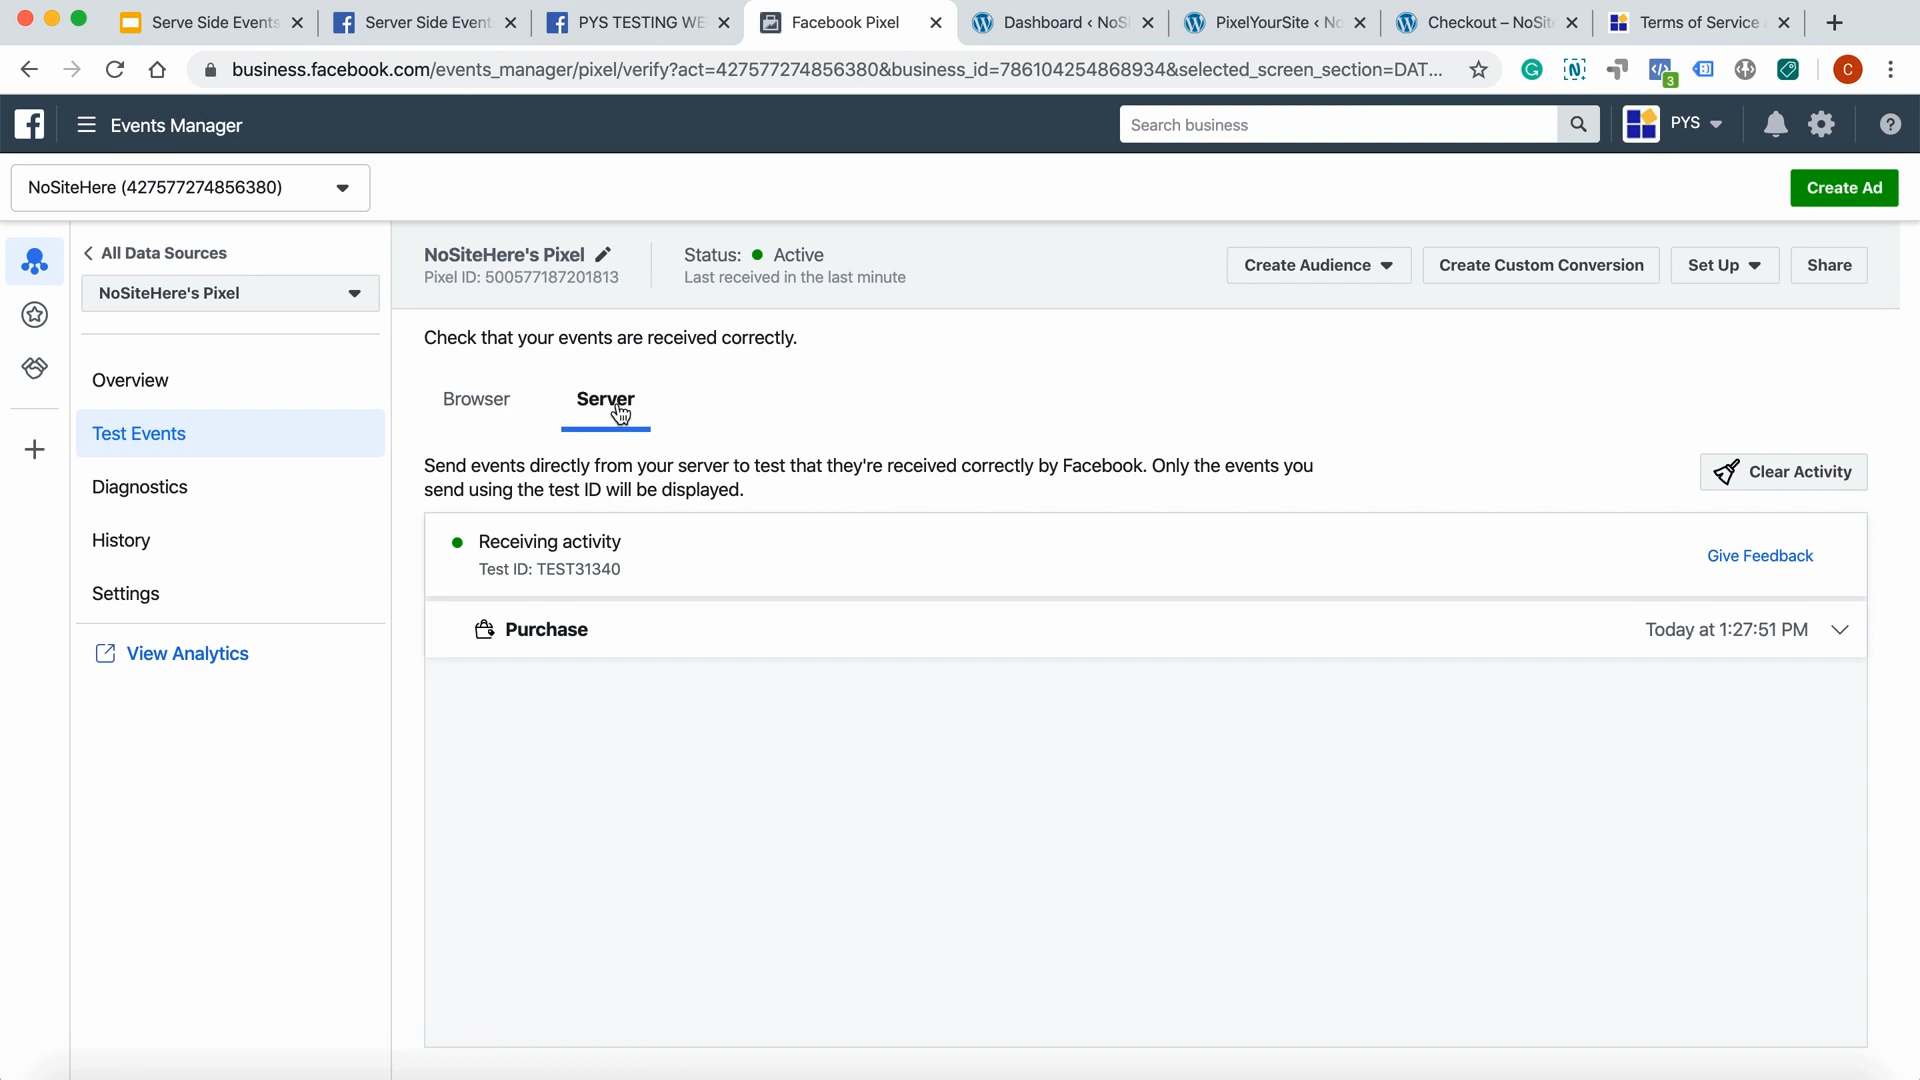 Serve Side Events
Server Side Event
PYS TESTING WE
Facebook Pixel
Dashboard < NoSi
PixelYourSite < No
Checkout – NoSite
Terms of Service
business.facebook.com/events_manager/pixel/verify?act=427577274856380&business_id=786104254868934&selected_screen_section=DAT...
3
C
Events Manager
Search business
PYS
NoSiteHere (427577274856380)
Create Ad
All Data Sources
NoSiteHere's Pixel
Overview
Test Events
Diagnostics
History
Settings
View Analytics
NoSiteHere's Pixel
Pixel ID: 500577187201813
Status: Active
Last received in the last minute
Create Audience
Create Custom Conversion
Set Up
Share
Check that your events are received correctly.
Browser
Server
Send events directly from your server to test that they're received correctly by Facebook. Only the events you
send using the test ID will be displayed.
Clear Activity
Receiving activity
Test ID: TEST31340
Give Feedback
Purchase
Today at 1:27:51 PM